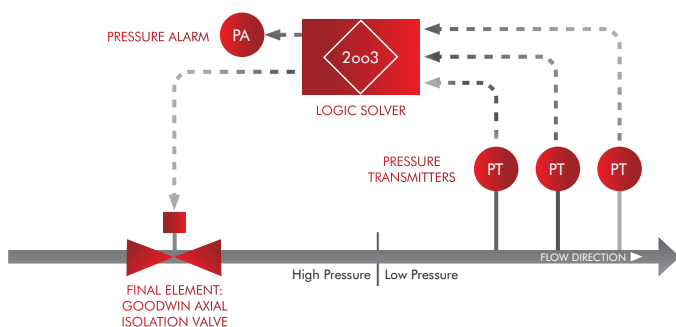 PRESSURE ALARM
PA
2oo3
LOGIC SOLVER
PRESSURE
TRANSMITTERS
PT
PT
PT
FLOW DIRECTION
High Pressure
Low Pressure
FINAL ELEMENT:
GOODWIN AXIAL
ISOLATION VALVE